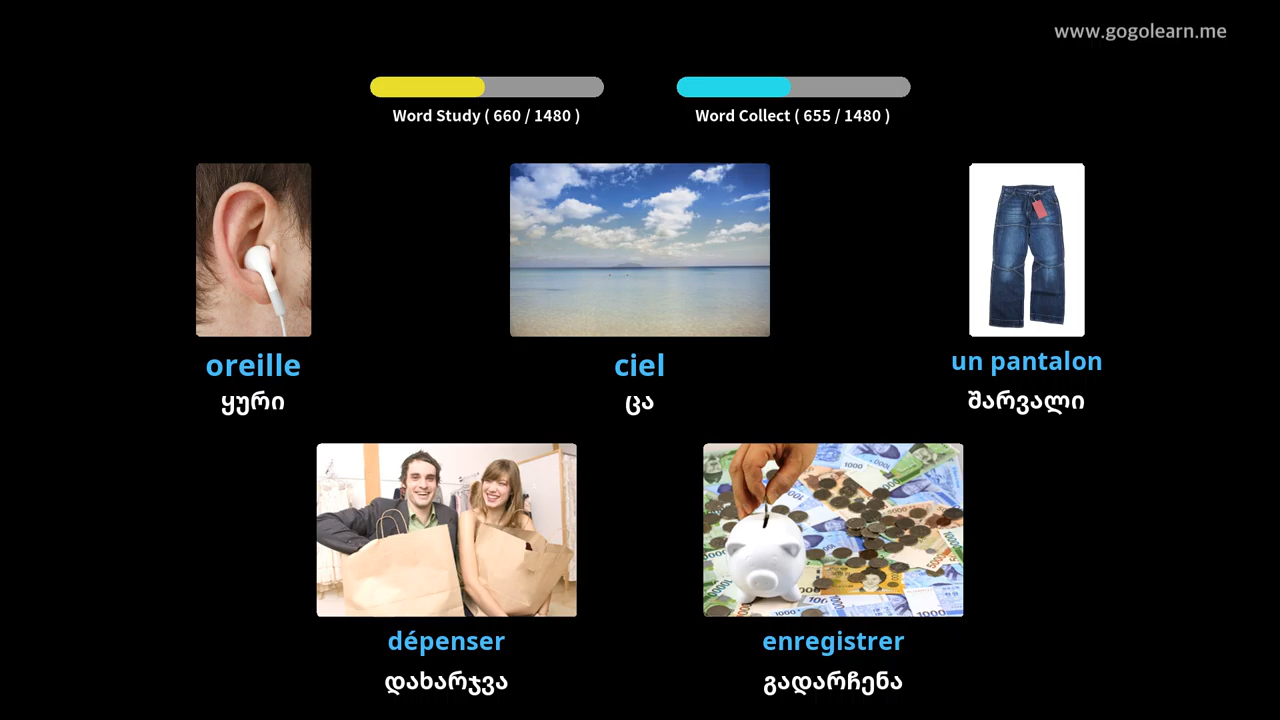 www.gogolearn.me
Word Study ( 660 / 1480 )
Word Collect ( 655 / 1480 )
oreille
ყური
ciel
ცა
un pantalon
შარვალი
dépenser
დახარჯვა
enregistrer
გადარჩენა